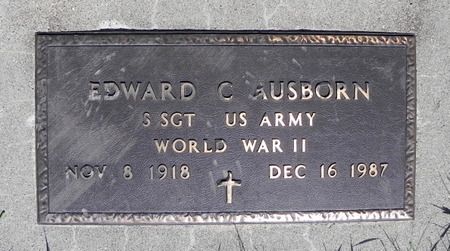 EDWARD C AUSBORN
S SGT US ARMY
WORLD WAR II
NOV 8 1918 DEC 16 1987